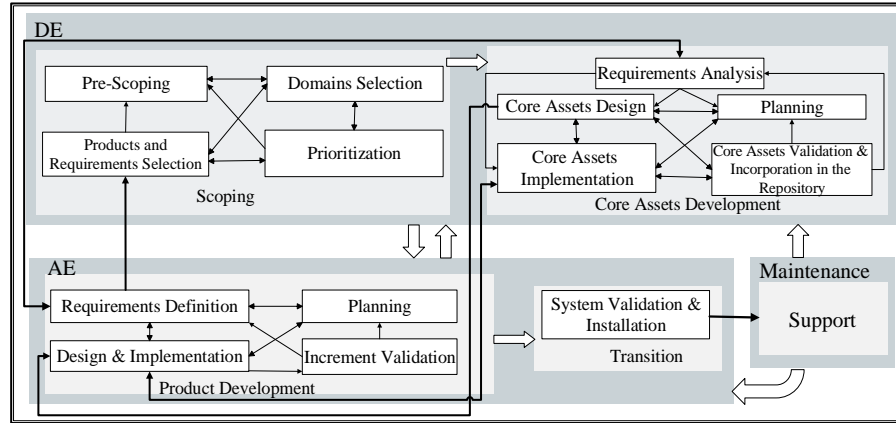 DE
Pre-Scoping
Domains Selection
Products and
Requirements Selection
Prioritization
Scoping
Requirements Analysis
Core Assets Design
Planning
Core Assets
Implementation
Core Assets Validation &
Incorporation in the
Repository
Core Assets Development
AE
Requirements Definition
Planning
Design & Implementation
Increment Validation
Product Development
System Validation &
Installation
Transition
Maintenance
Support